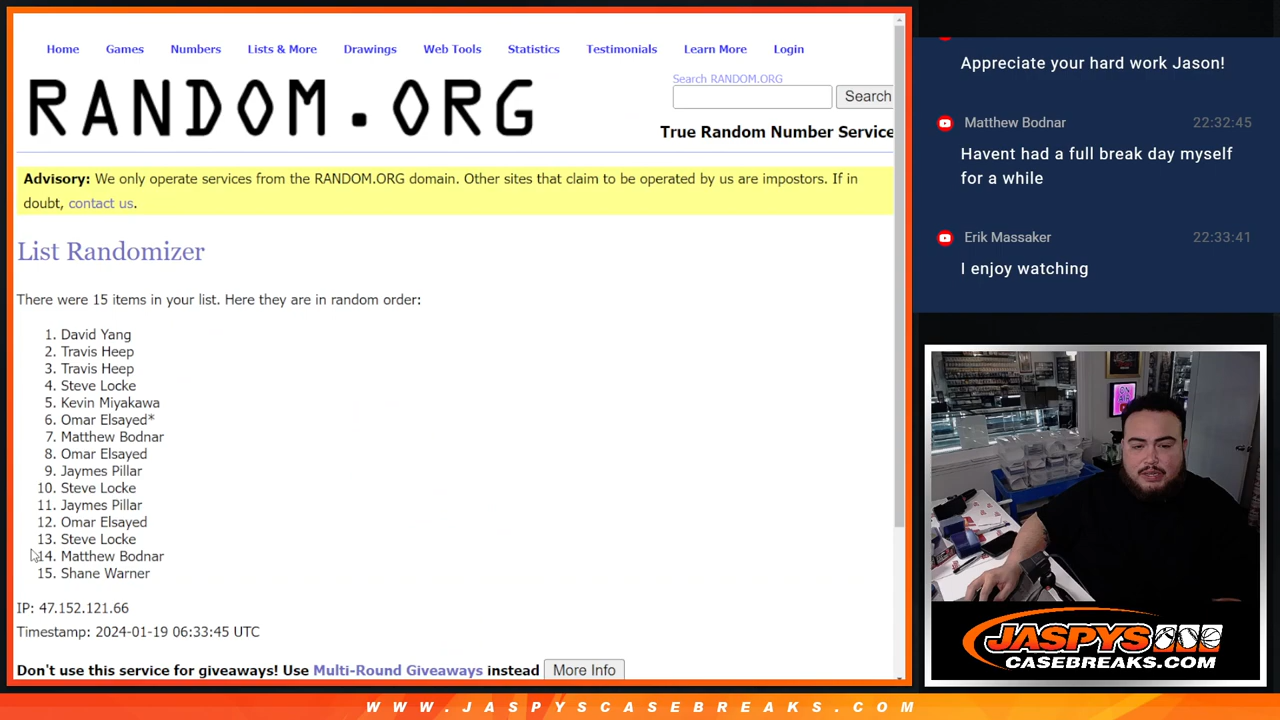 Home Games Numbers Lists & More Drawings Web Tools Statistics Testimonials Learn More Login
RANDOM.ORG
Search RANDOM.ORG
Search
True Random Number Service
Advisory: We only operate services from the RANDOM.ORG domain. Other sites that claim to be operated by us are impostors. If in
doubt, contact us.
List Randomizer
There were 15 items in your list. Here they are in random order:
1. David Yang
2. Travis Heep
3. Travis Heep
4. Steve Locke
5. Kevin Miyakawa
6. Omar Elsayed*
7. Matthew Bodnar
8. Omar Elsayed
9. Jaymes Pillar
10. Steve Locke
11. Jaymes Pillar
12. Omar Elsayed
13. Steve Locke
14. Matthew Bodnar
15. Shane Warner
IP: 47.152.121.66
Timestamp: 2024-01-19 06:33:45 UTC
Don't use this service for giveaways! Use Multi-Round Giveaways instead More Info
Appreciate your hard work Jason!
Matthew Bodnar 22:32:45
Havent had a full break day myself
for a while
Erik Massaker 22:33:41
I enjoy watching
JASPYS
CASEBREAKS.COM
WWW.JASPYSCASEBREAKS.COM